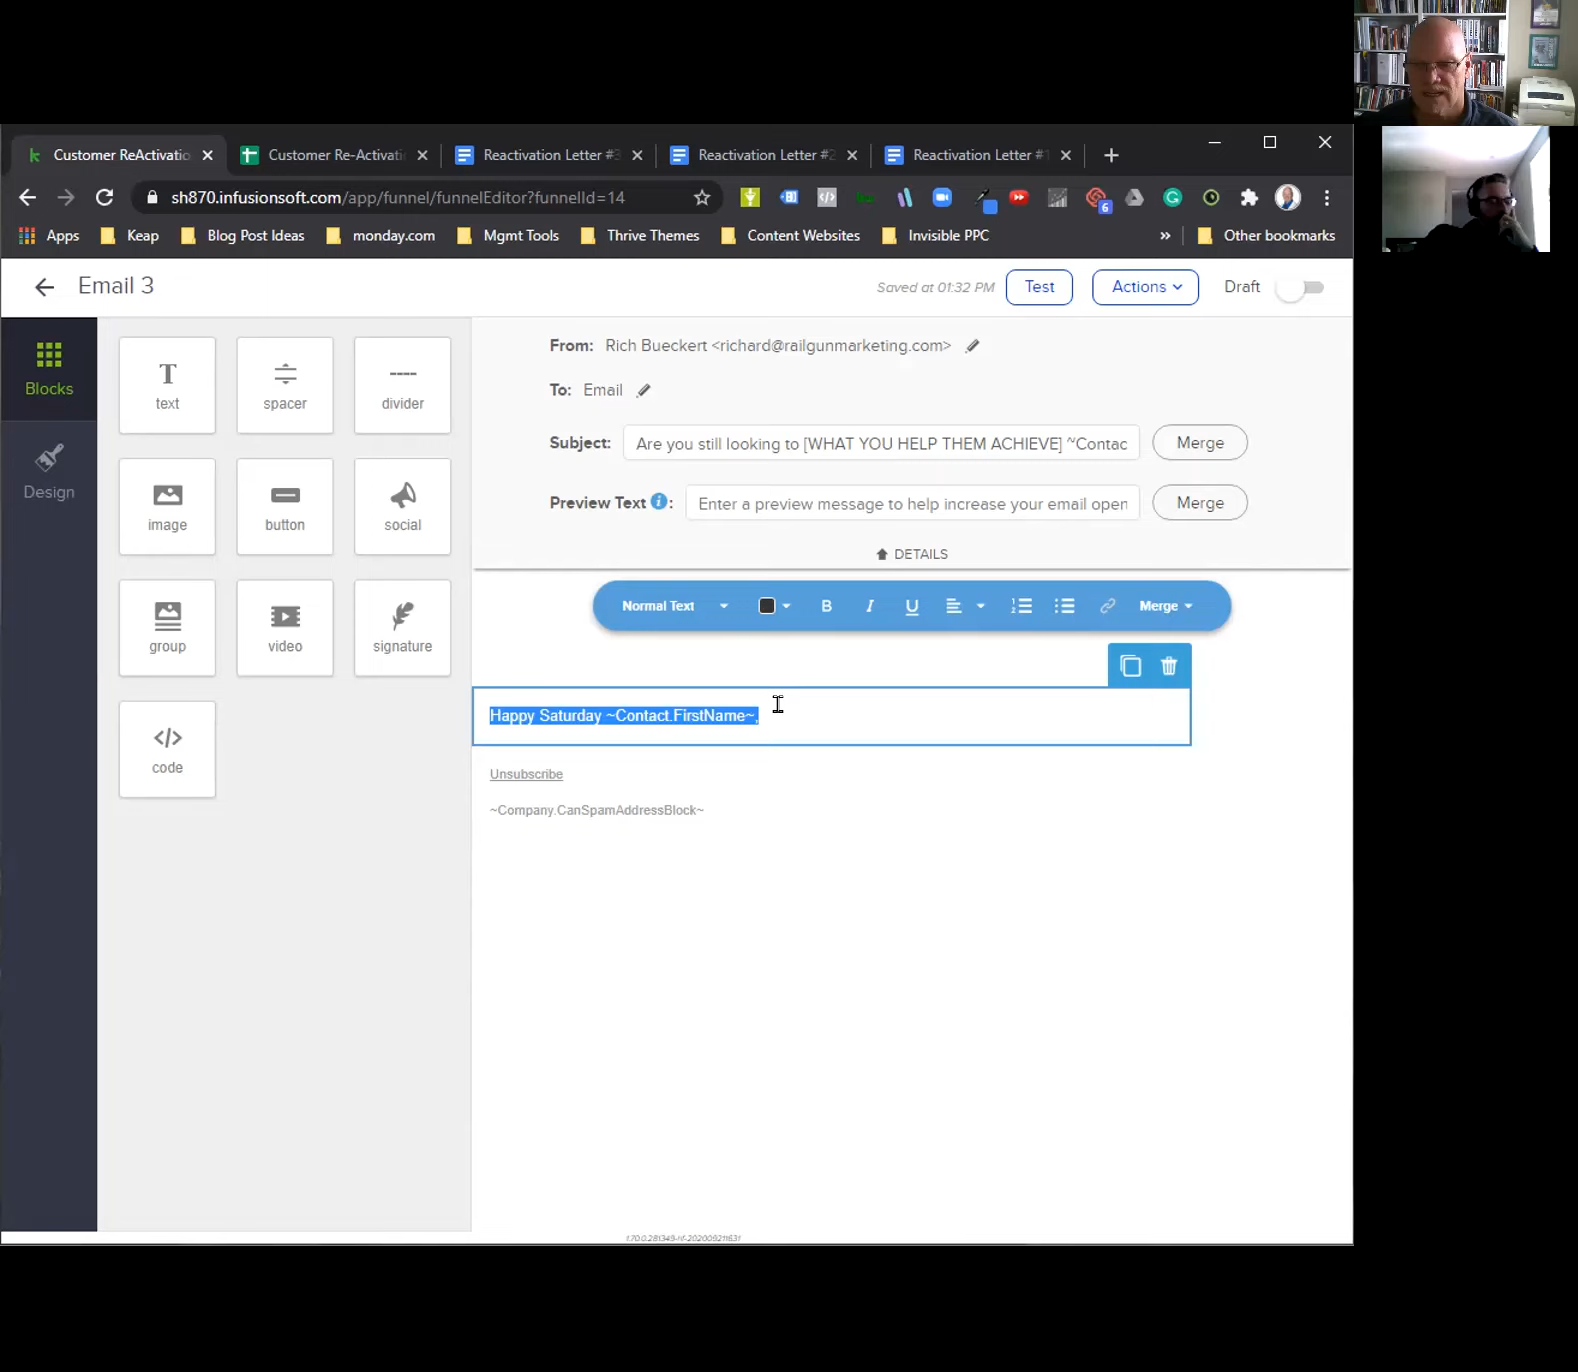 Customer ReActivatio
Customer Re-Activati
Reactivation Letter #3
Reactivation Letter #2
Reactivation Letter #1
sh870.infusionsoft.com/app/funnel/funnelEditor?funnelId=14
6
Apps
Keap
Blog Post Ideas
monday.com
Mgmt Tools
Thrive Themes
Content Websites
Invisible PPC
»
Other bookmarks
Email 3
Saved at 01:32 PM
Test
Actions
Draft
Blocks
Design
text
spacer
divider
image
button
social
group
video
signature
code
From: Rich Bueckert <richard@railgunmarketing.com>
To: Email
Subject: Are you still looking to [WHAT YOU HELP THEM ACHIEVE] ~Contac
Merge
Preview Text : Enter a preview message to help increase your email open
Merge
DETAILS
Normal Text
B
I
U
Merge
Happy Saturday ~Contact.FirstName~,
Unsubscribe
~Company.CanSpamAddressBlock~